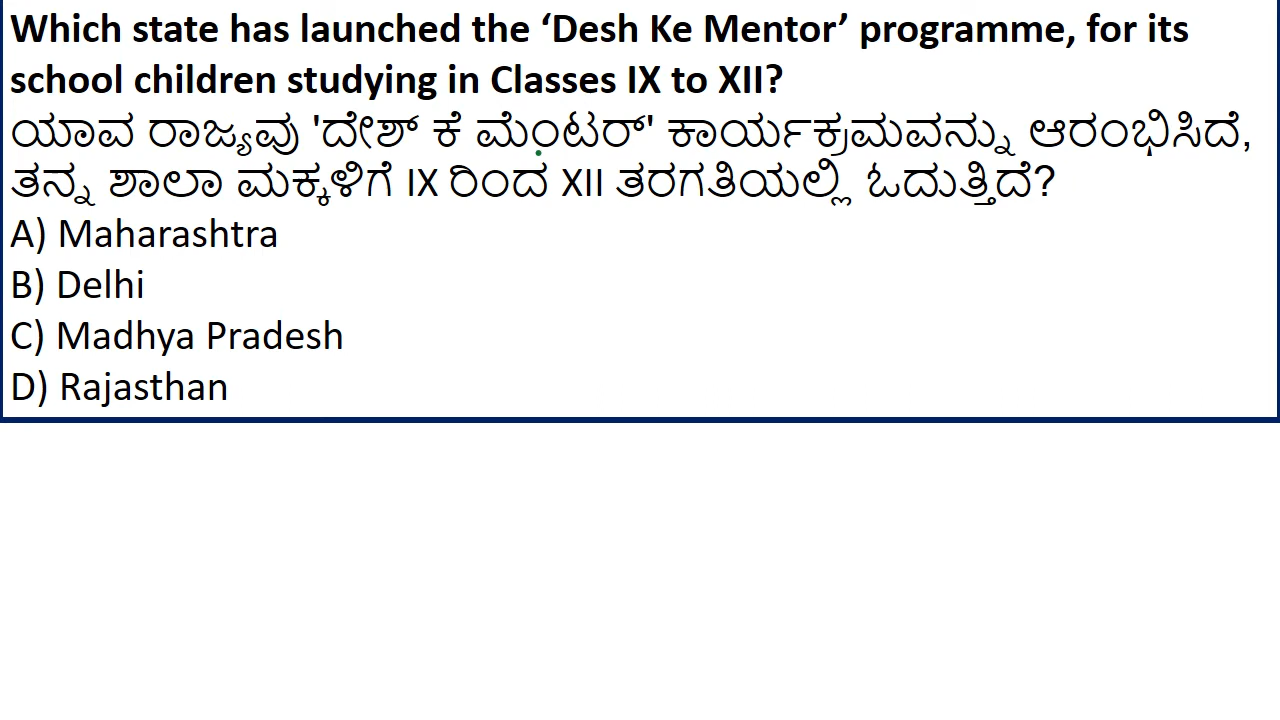 Which state has launched the ‘Desh Ke Mentor’ programme, for its
school children studying in Classes IX to XII?
ಯಾವ ರಾಜ್ಯವು 'ದೇಶ್ ಕೆ ಮೆಂಟರ್' ಕಾರ್ಯಕ್ರಮವನ್ನು ಆರಂಭಿಸಿದೆ,
ತನ್ನ ಶಾಲಾ ಮಕ್ಕಳಿಗೆ IX ರಿಂದ XII ತರಗತಿಯಲ್ಲಿ ಓದುತ್ತಿದೆ?
A) Maharashtra
B) Delhi
C) Madhya Pradesh
D) Rajasthan